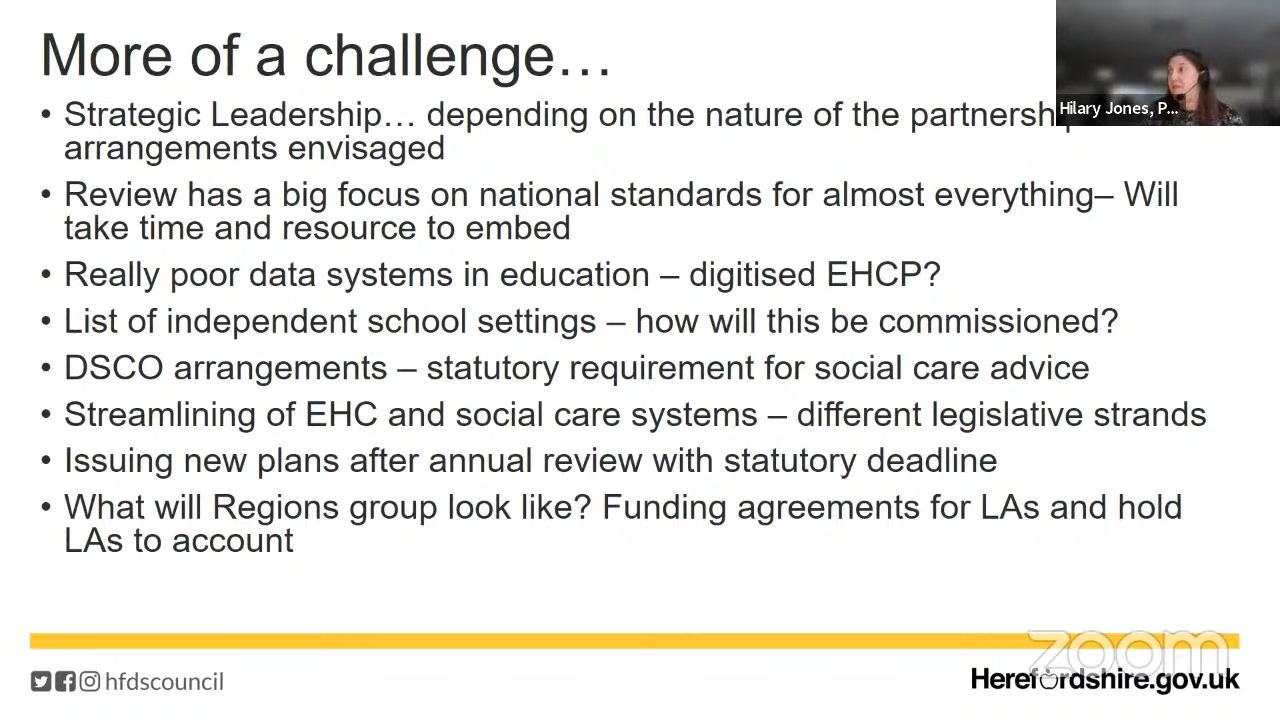 More of a challenge…
• Strategic Leadership… depending on the nature of the partnership
arrangements envisaged
• Review has a big focus on national standards for almost everything– Will
take time and resource to embed
• Really poor data systems in education – digitised EHCP?
• List of independent school settings – how will this be commissioned?
• DSCO arrangements – statutory requirement for social care advice
• Streamlining of EHC and social care systems – different legislative strands
• Issuing new plans after annual review with statutory deadline
• What will Regions group look like? Funding agreements for LAs and hold
LAs to account
Hilary Jones, P...
zoom
hfdscouncil
Herefordshire.gov.uk